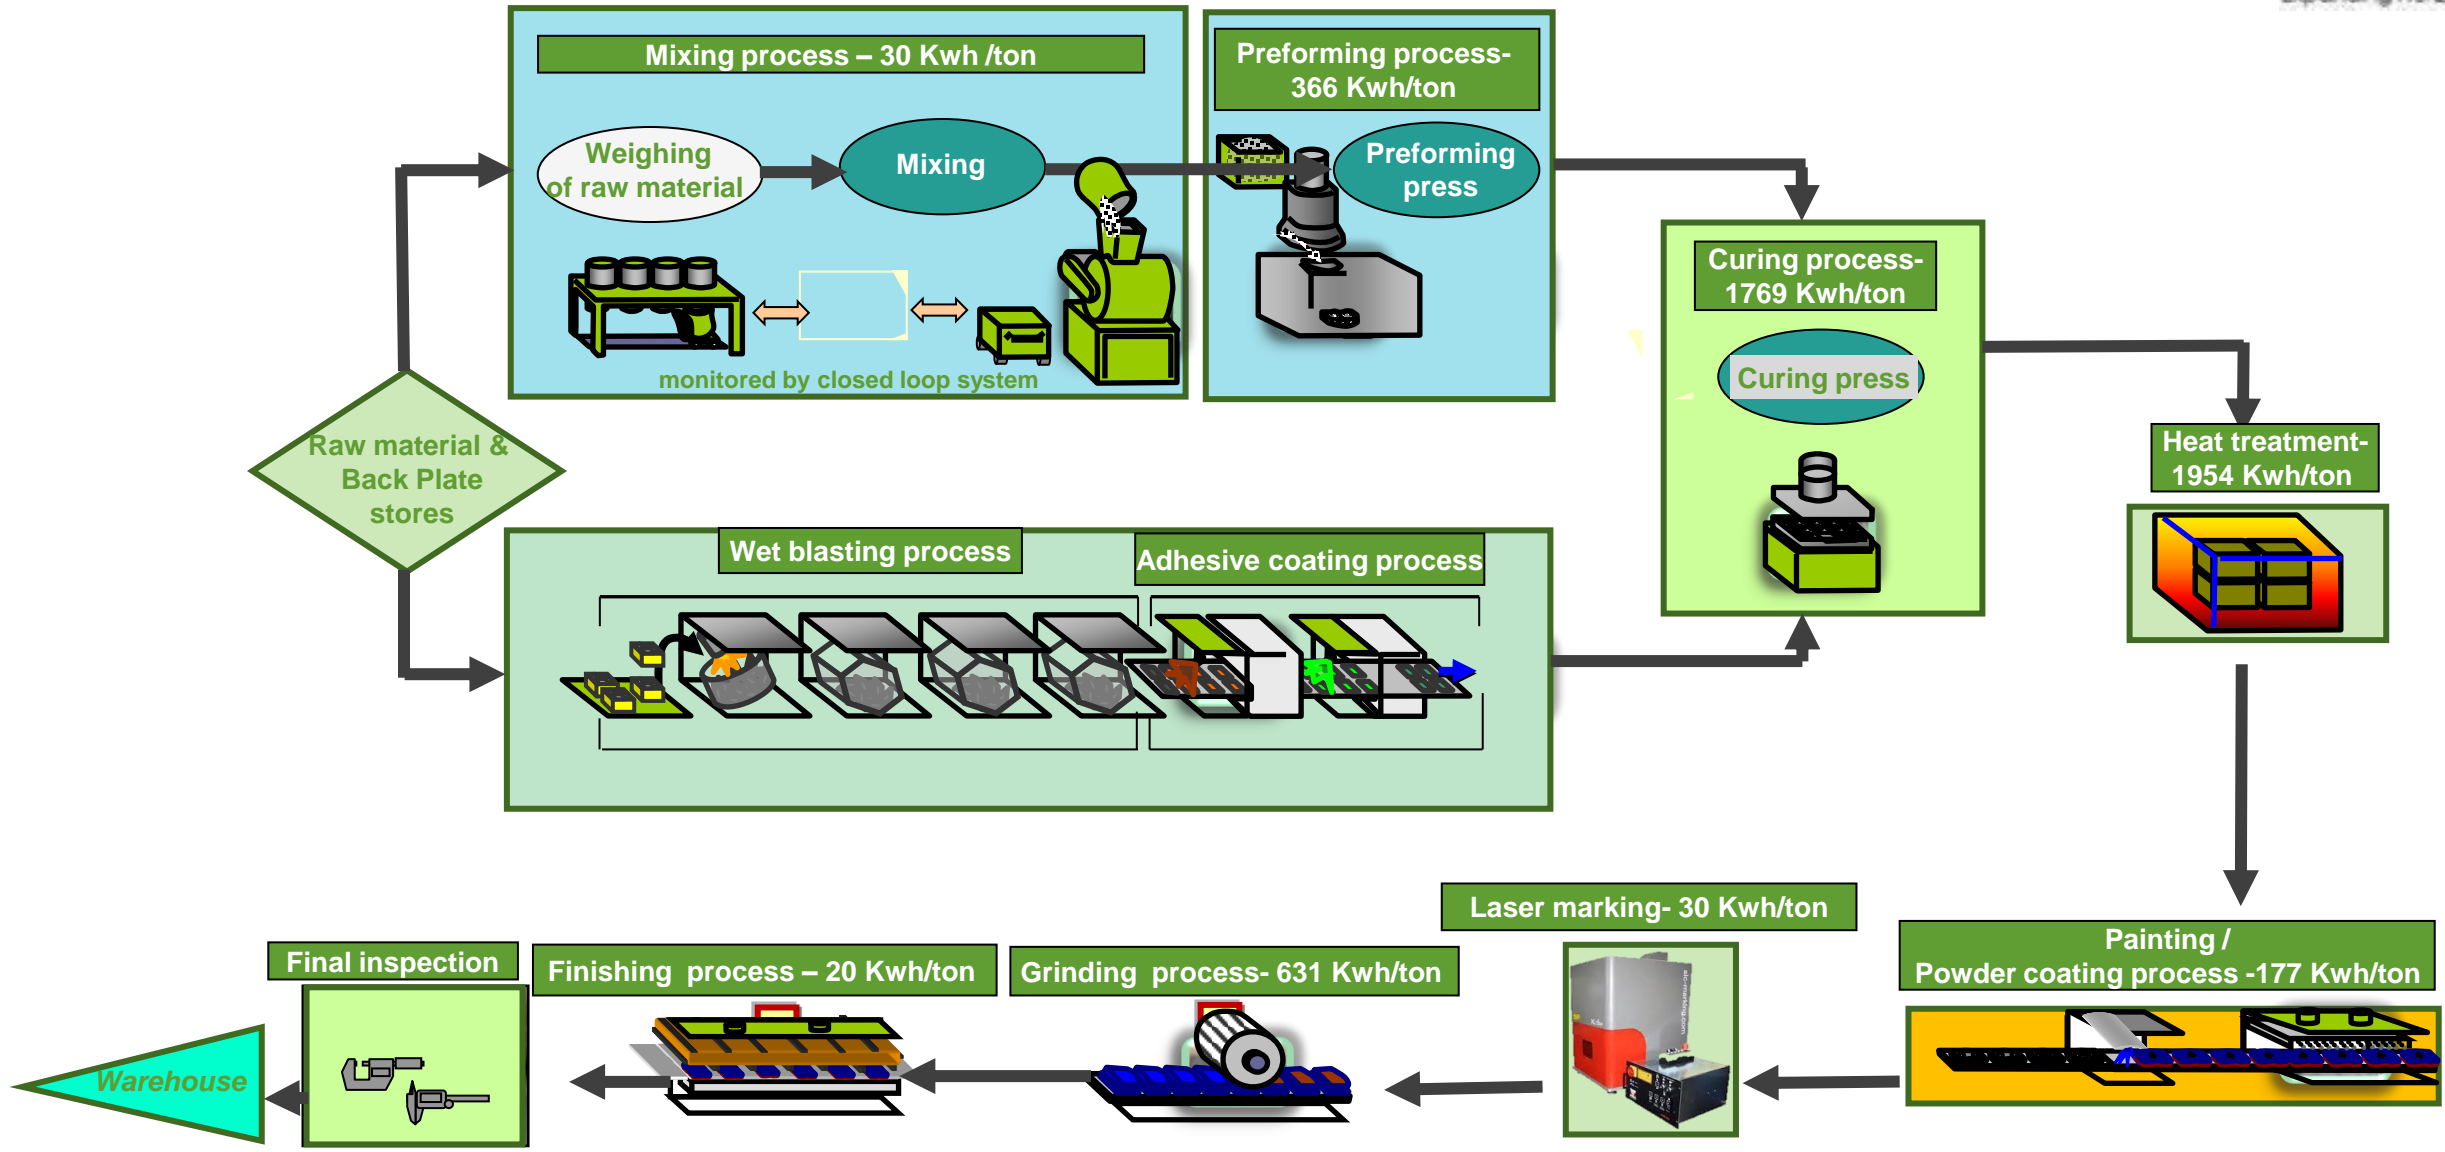 Mixing process – 30 Kwh /ton
Preforming process-
366 Kwh/ton
Weighing
of raw material
Mixing
Preforming
press
monitored by closed loop system
Curing process-
1769 Kwh/ton
Curing press
Raw material &
Back Plate
stores
Heat treatment-
1954 Kwh/ton
Wet blasting process
Adhesive coating process
Laser marking- 30 Kwh/ton
Painting /
Powder coating process -177 Kwh/ton
Final inspection
Finishing process – 20 Kwh/ton
Grinding process- 631 Kwh/ton
Warehouse